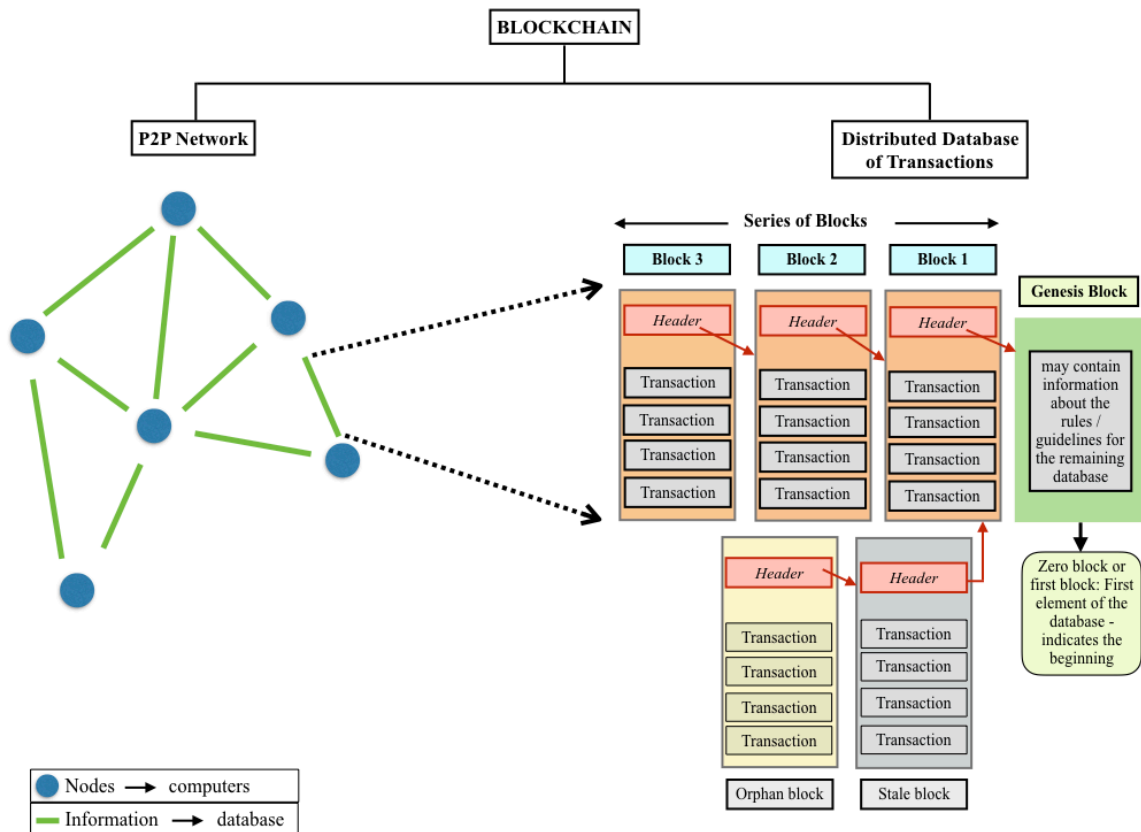 BLOCKCHAIN
P2P Network
Distributed Database
of Transactions
Series of Blocks
Block 3
Block 2
Block 1
Genesis Block
Header
Header
Header
Transaction
Transaction
Transaction
Transaction
Transaction
Transaction
Transaction
Transaction
Transaction
Transaction
Transaction
Transaction
may contain
information
about the
rules /
guidelines for
the remaining
database
Header
Header
Transaction
Transaction
Transaction
Transaction
Transaction
Transaction
Transaction
Transaction
Zero block or
first block: First
element of the
database -
indicates the
beginning
Orphan block
Stale block
Nodes → computers
Information → database